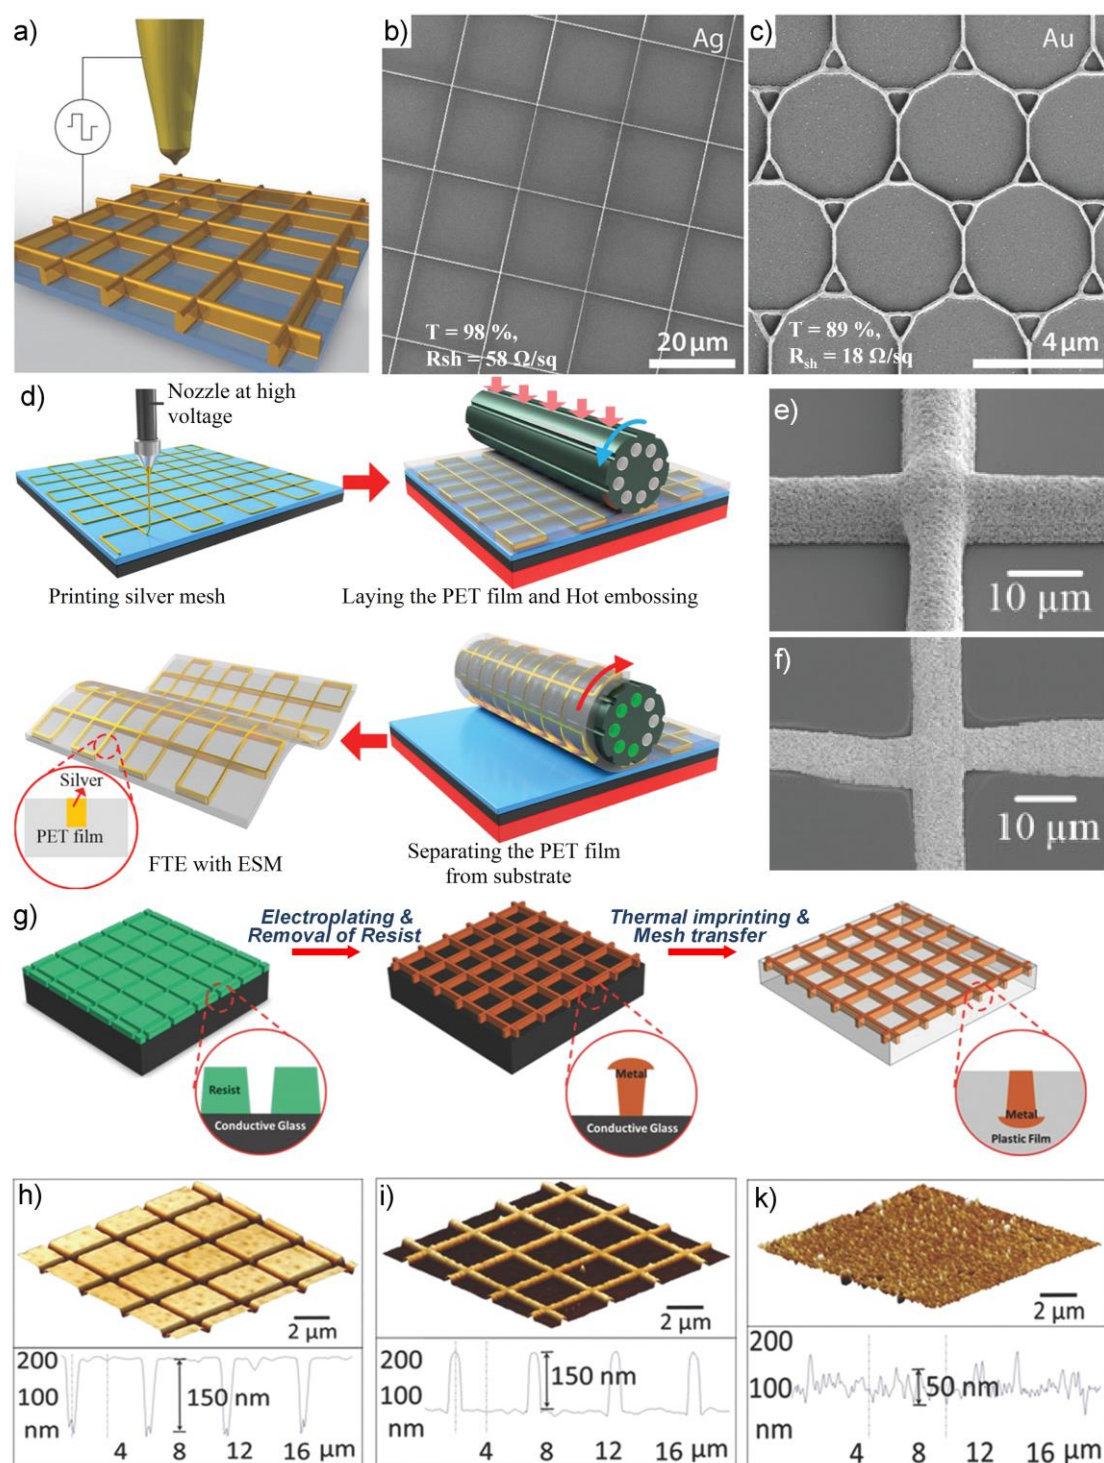 a)
b)
Ag
T = 98 %,
Rsh = 58 Ω/sq
20 µm
c)
Au
T = 89 %,
Rsh = 18 Ω/sq
4 µm
d)
Nozzle at high
voltage
Printing silver mesh
Laying the PET film and Hot embossing
Silver
PET film
FTE with ESM
Separating the PET film
from substrate
e)
10 µm
f)
10 µm
g)
Electroplating &
Removal of Resist
Thermal imprinting &
Mesh transfer
Resist
Conductive Glass
Metal
Conductive Glass
Metal
Plastic Film
h)
2 µm
200
100
nm
150 nm
4
8
12
16 µm
i)
2 µm
200
100
nm
150 nm
4
8
12
16 µm
k)
2 µm
200
100
nm
50 nm
4
8
12
16 µm